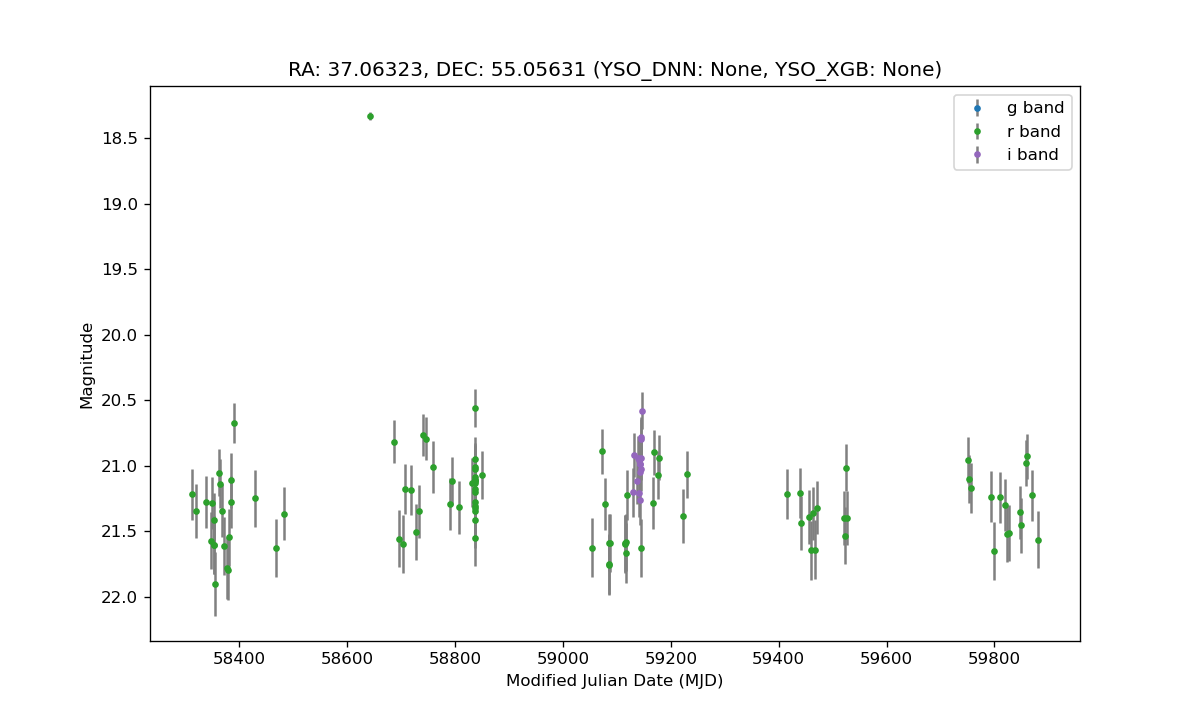 RA: 37.06323, DEC: 55.05631 (YSO_DNN: None, YSO_XGB: None)
g band
r band
i band
18.5
19.0
19.5
20.0
20.5
21.0
21.5
22.0
Magnitude
58400 58600 58800 59000 59200 59400 59600 59800
Modified Julian Date (MJD)